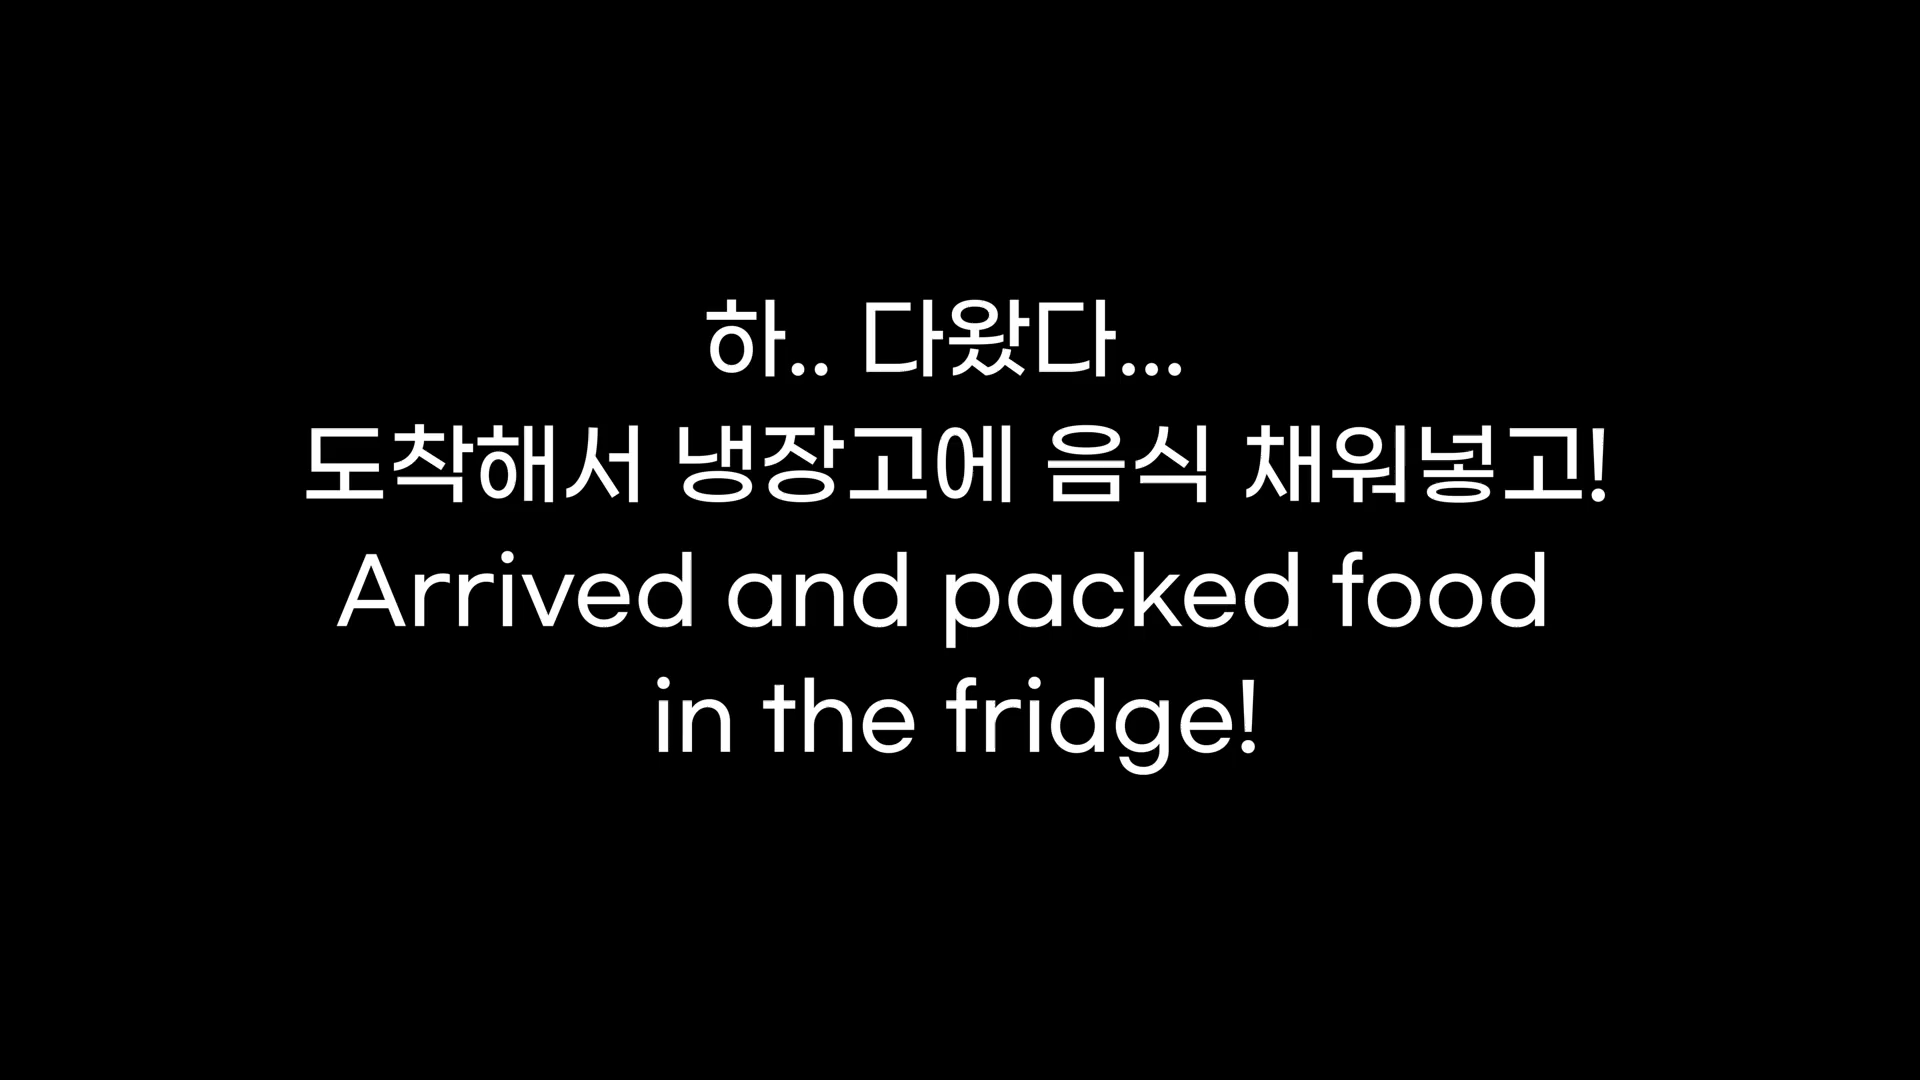 하.. 다왔다...
도착해서 냉장고에 음식 채워넣고!
Arrived and packed food
in the fridge!